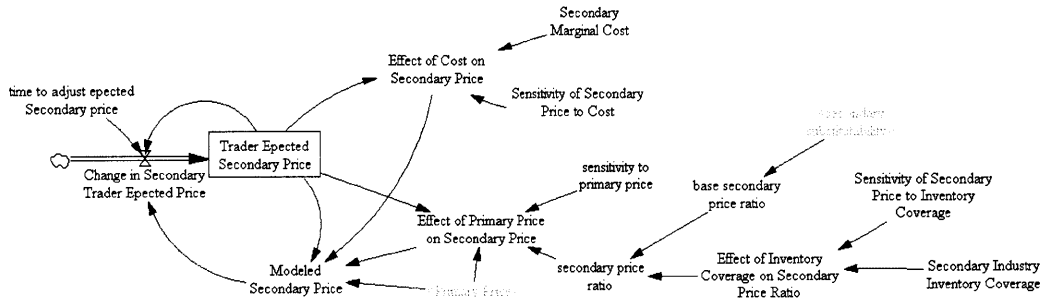 Secondary
Marginal Cost
Effect of Cost on
Secondary Price
time to adjust epected
Secondary price
Sensitivity of Secondary
Price to Cost
Trader Epected
Secondary Price
Change in Secondary
Trader Epected Price
sensitivity to
primary price
base secondary
price ratio
Sensitivity of Secondary
Price to Inventory
Coverage
Effect of Primary Price
on Secondary Price
Modeled
Secondary Price
Primary Price
secondary price
ratio
Effect of Inventory
Coverage on Secondary
Price Ratio
Secondary Industry
Inventory Coverage